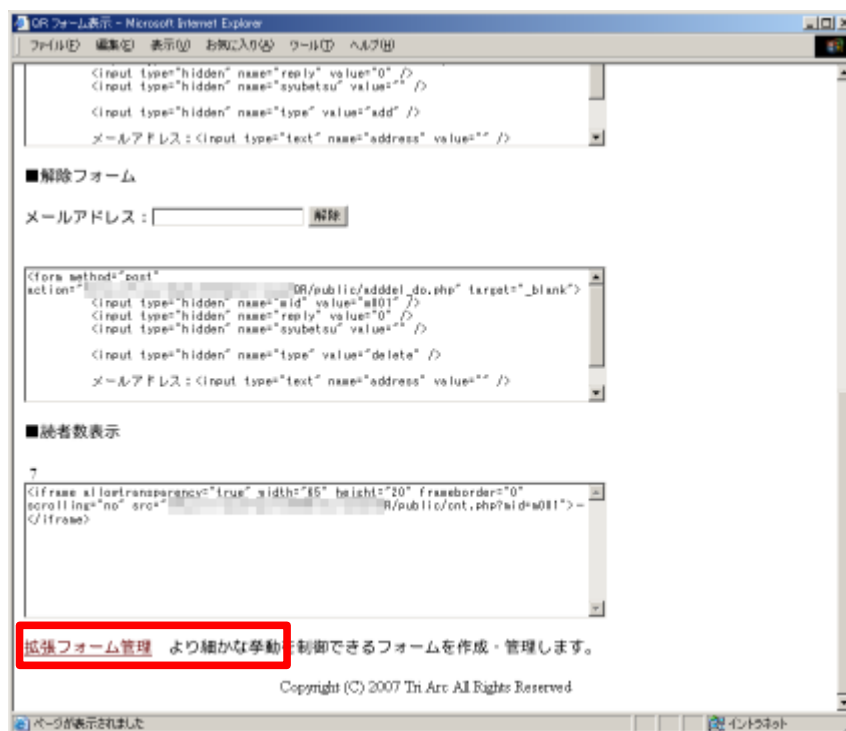 QR フォーム表示 - Microsoft Internet Explorer
ファイル(F) 編集(E) 表示(V) お気に入り(A) ツール(T) ヘルプ(H)
<input type="hidden" name="reply" value="0" />
<input type="hidden" name="syubetsu" value="" />
<input type="hidden" name="type" value="add" />
メールアドレス：<input type="text" name="address" value="" />
■解除フォーム
メールアドレス： 解除
<form method="post"
action=" QR/public/adddel_do.php" target="_blank">
<input type="hidden" name="mid" value="m001" />
<input type="hidden" name="reply" value="0" />
<input type="hidden" name="syubetsu" value="" />
<input type="hidden" name="type" value="delete" />
メールアドレス：<input type="text" name="address" value="" />
■読者数表示
7
<iframe allowtransparency="true" width="65" height="20" frameborder="0"
scrolling="no" src=" R/public/cnt.php?mid=m001">-
</iframe>
拡張フォーム管理 より細かな挙動を制御できるフォームを作成・管理します。
Copyright (C) 2007 Tri Arc All Rights Reserved
ページが表示されました イントラネット